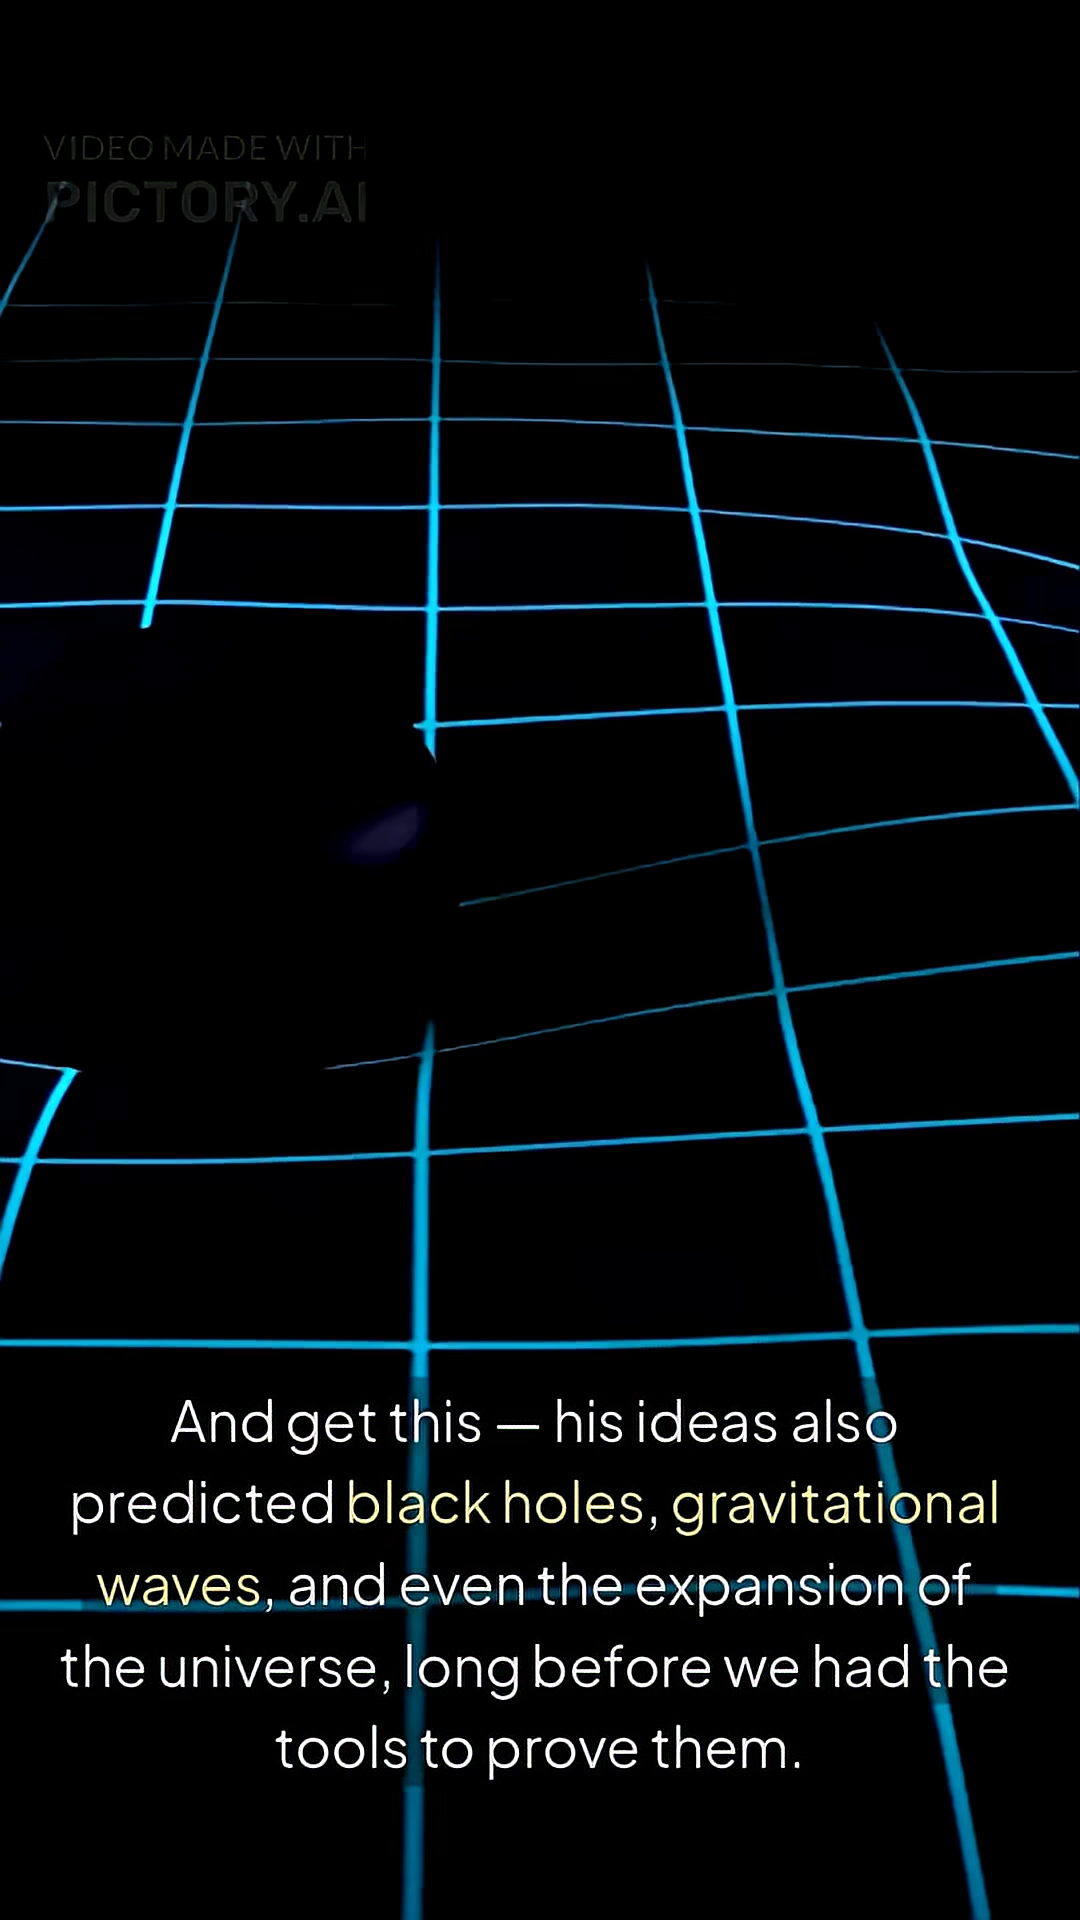 VIDEO MADE WITH
PICTORY.AI
And get this — his ideas also
predicted black holes, gravitational
waves, and even the expansion of
the universe, long before we had the
tools to prove them.